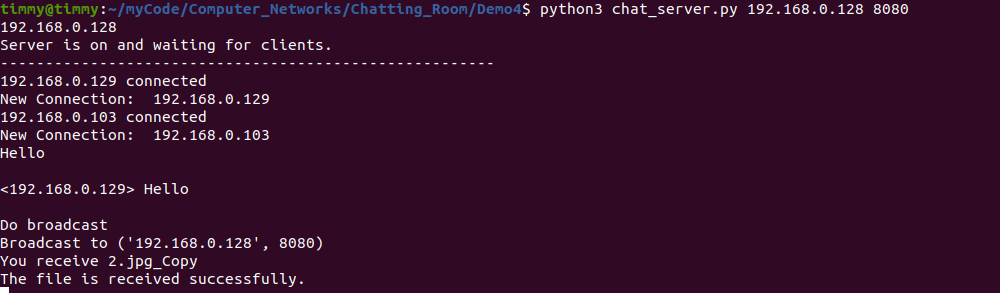 timmy@timmy:~/myCode/Computer_Networks/Chatting_Room/Demo4$ python3 chat_server.py 192.168.0.128 8080
192.168.0.128
Server is on and waiting for clients.
-------------------------------------------------------
192.168.0.129 connected
New Connection:  192.168.0.129
192.168.0.103 connected
New Connection:  192.168.0.103
Hello
<192.168.0.129> Hello
Do broadcast
Broadcast to ('192.168.0.128', 8080)
You receive 2.jpg_Copy
The file is received successfully.